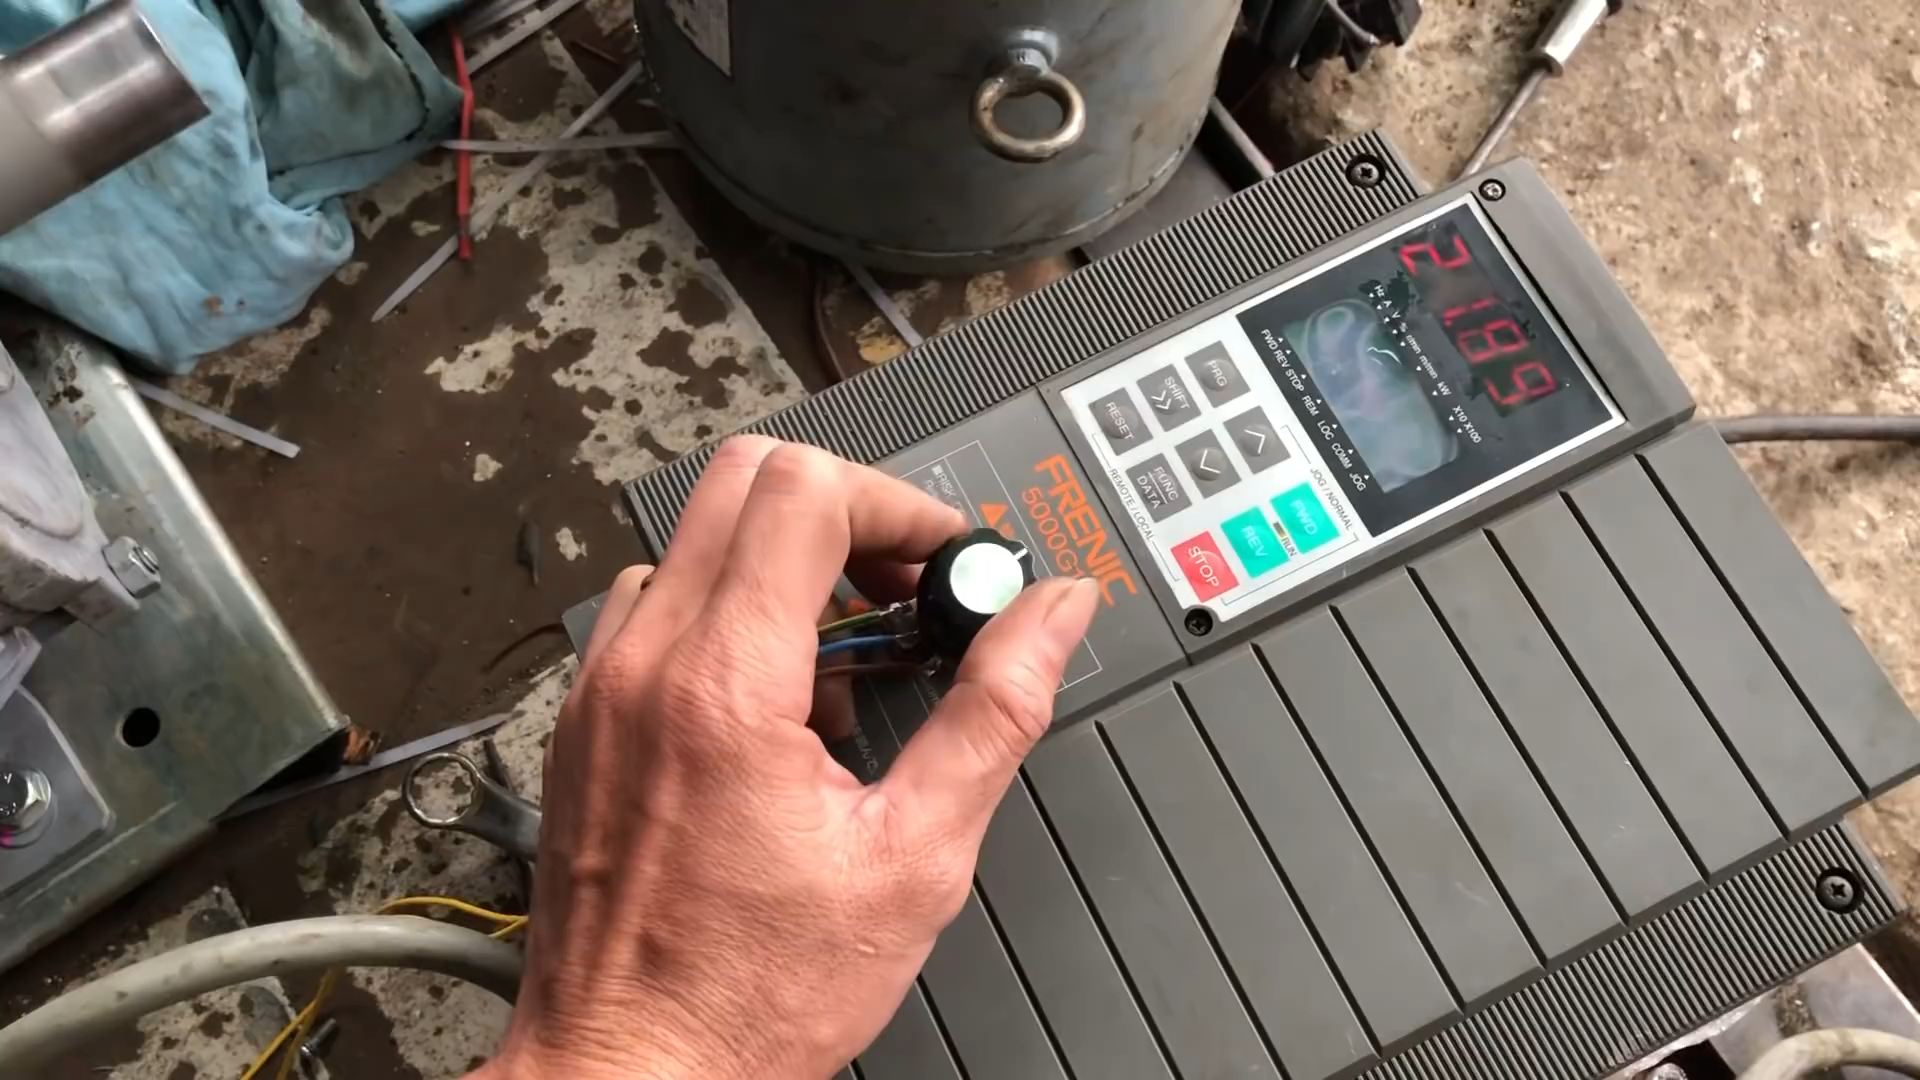 21.89
Hz A V % r/min m/min kW X10 X100
FWD REV STOP REM LOC COMM JOG
PRG
SHIFT
RESET
FUNC
DATA
FWD
REV
STOP
RUN
JOG / NORMAL
REMOTE / LOCAL
FRENIC
5000G
RISK